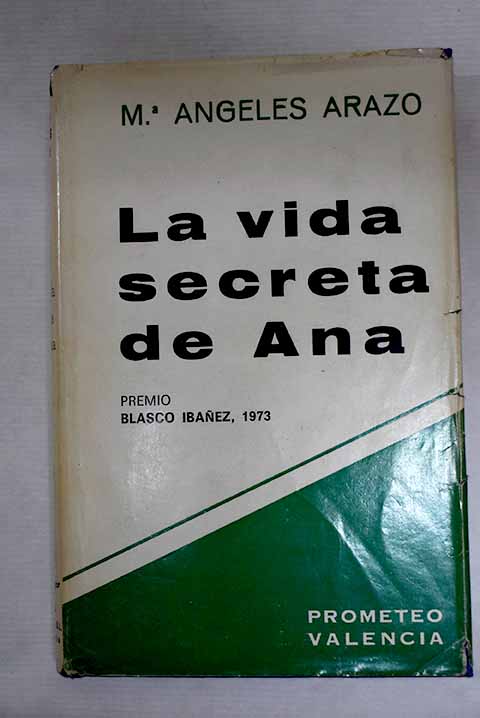 M.ª ANGELES ARAZO
La vida
secreta
de Ana
PREMIO
BLASCO IBAÑEZ, 1973
PROMETEO
VALENCIA